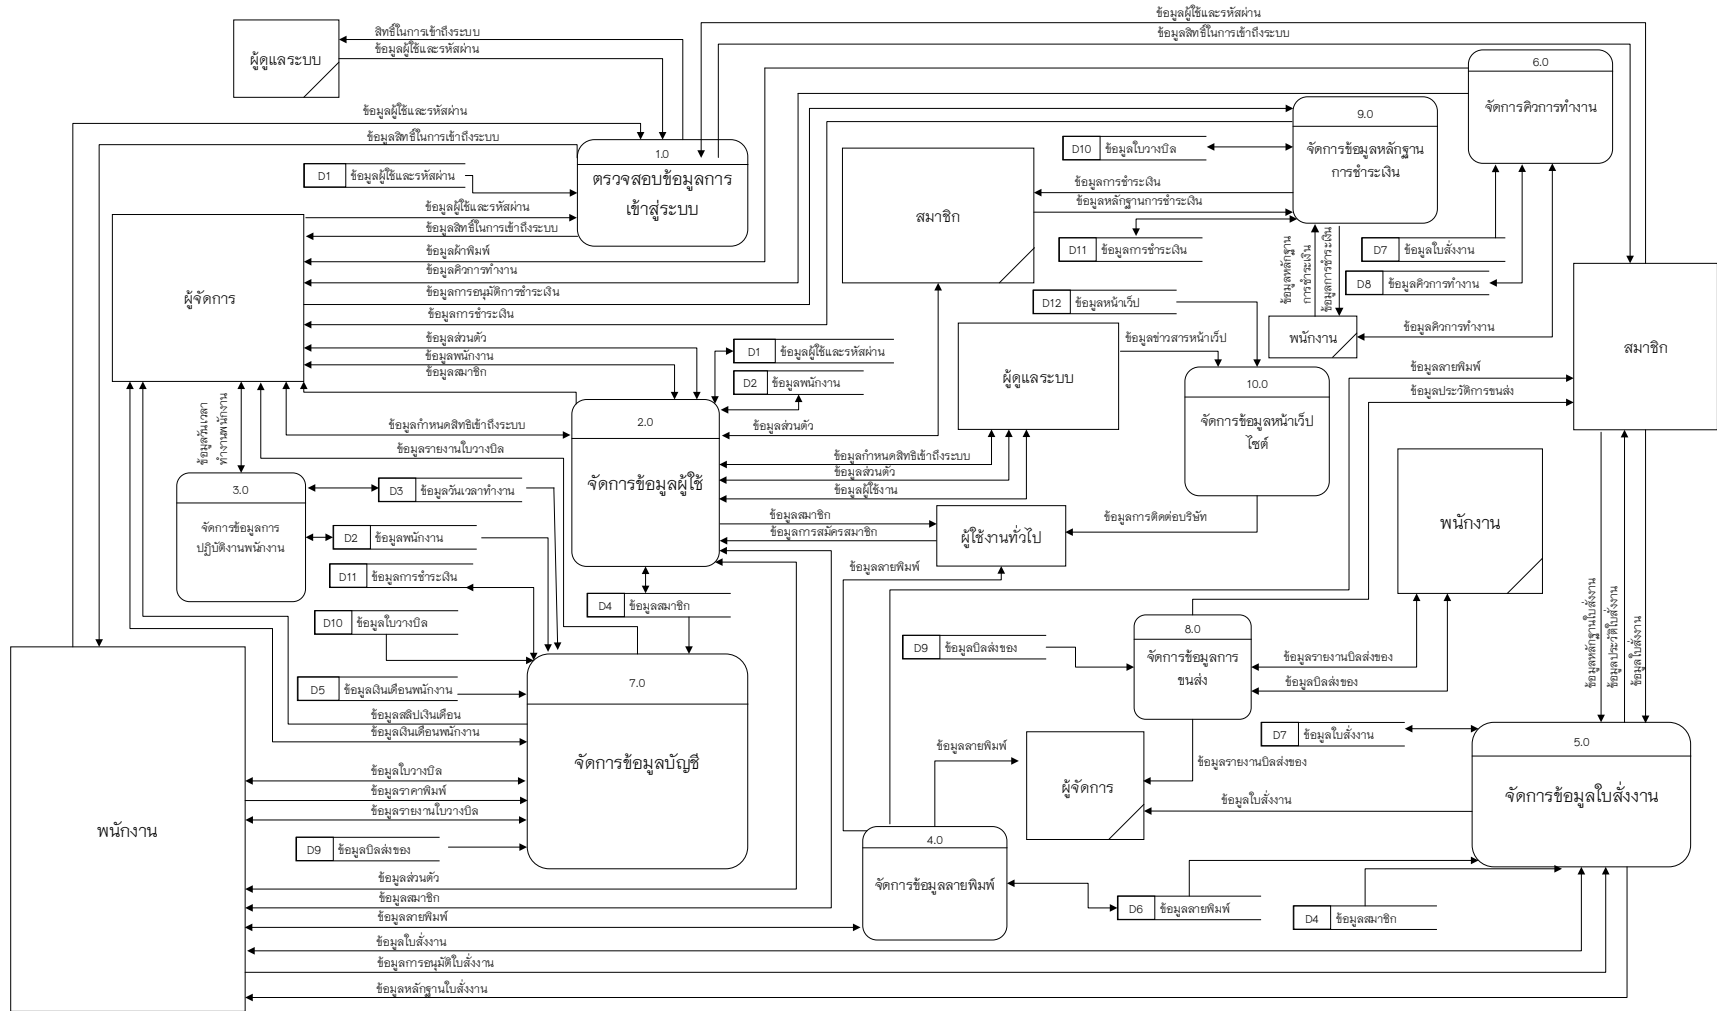 ข้อมูลผู้ใช้และรหัสผ่าน
ข้อมูลสิทธิ์ในการเข้าถึงระบบ
สิทธิ์ในการเข้าถึงระบบ
ข้อมูลผู้ใช้และรหัสผ่าน
ผู้ดูแลระบบ
6.0
จัดการคิวการทำงาน
ข้อมูลผู้ใช้และรหัสผ่าน
ข้อมูลสิทธิ์ในการเข้าถึงระบบ
1.0
ตรวจสอบข้อมูลการ
เข้าสู่ระบบ
D1 ข้อมูลผู้ใช้และรหัสผ่าน
9.0
จัดการข้อมูลหลักฐาน
การชำระเงิน
D10 ข้อมูลใบวางบิล
สมาชิก
ข้อมูลการชำระเงิน
ข้อมูลหลักฐานการชำระเงิน
D11 ข้อมูลการชำระเงิน
D7 ข้อมูลใบสั่งงาน
D8 ข้อมูลคิวการทำงาน
ข้อมูลหลักฐาน
การชำระเงิน
ข้อมูลการชำระเงิน
พนักงาน
ข้อมูลคิวการทำงาน
สมาชิก
ผู้จัดการ
ข้อมูลผู้ใช้และรหัสผ่าน
ข้อมูลสิทธิ์ในการเข้าถึงระบบ
ข้อมูลผ้าพิมพ์
ข้อมูลคิวการทำงาน
ข้อมูลการอนุมัติการชำระเงิน
ข้อมูลการชำระเงิน
ข้อมูลส่วนตัว
ข้อมูลพนักงาน
ข้อมูลสมาชิก
D12 ข้อมูลหน้าเว็ป
D1 ข้อมูลผู้ใช้และรหัสผ่าน
D2 ข้อมูลพนักงาน
ผู้ดูแลระบบ
ข้อมูลข่าวสารหน้าเว็ป
10.0
จัดการข้อมูลหน้าเว็ป
ไซต์
ข้อมูลลายพิมพ์
ข้อมูลประวัติการขนส่ง
ข้อมูลวันเวลา
ทำงานพนักงาน
ข้อมูลกำหนดสิทธิเข้าถึงระบบ
ข้อมูลรายงานใบวางบิล
2.0
จัดการข้อมูลผู้ใช้
ข้อมูลส่วนตัว
ข้อมูลกำหนดสิทธิเข้าถึงระบบ
ข้อมูลส่วนตัว
ข้อมูลผู้ใช้งาน
3.0
จัดการข้อมูลการ
ปฏิบัติงานพนักงาน
D3 ข้อมูลวันเวลาทำงาน
D2 ข้อมูลพนักงาน
D11 ข้อมูลการชำระเงิน
D10 ข้อมูลใบวางบิล
ข้อมูลสมาชิก
ข้อมูลการสมัครสมาชิก
ผู้ใช้งานทั่วไป
ข้อมูลการติดต่อบริษัท
พนักงาน
ข้อมูลลายพิมพ์
D4 ข้อมูลสมาชิก
ข้อมูลหลักฐานใบสั่งงาน
ข้อมูลประวัติใบสั่งงาน
ข้อมูลใบสั่งงาน
D9 ข้อมูลบิลส่งของ
8.0
จัดการข้อมูลการ
ขนส่ง
ข้อมูลรายงานบิลส่งของ
ข้อมูลบิลส่งของ
D5 ข้อมูลเงินเดือนพนักงาน
ข้อมูลสลิปเงินเดือน
ข้อมูลเงินเดือนพนักงาน
7.0
จัดการข้อมูลบัญชี
D7 ข้อมูลใบสั่งงาน
5.0
จัดการข้อมูลใบสั่งงาน
ข้อมูลลายพิมพ์
ผู้จัดการ
ข้อมูลรายงานบิลส่งของ
ข้อมูลใบสั่งงาน
พนักงาน
ข้อมูลใบวางบิล
ข้อมูลราคาพิมพ์
ข้อมูลรายงานใบวางบิล
D9 ข้อมูลบิลส่งของ
4.0
จัดการข้อมูลลายพิมพ์
D6 ข้อมูลลายพิมพ์
D4 ข้อมูลสมาชิก
ข้อมูลส่วนตัว
ข้อมูลสมาชิก
ข้อมูลลายพิมพ์
ข้อมูลใบสั่งงาน
ข้อมูลการอนุมัติใบสั่งงาน
ข้อมูลหลักฐานใบสั่งงาน